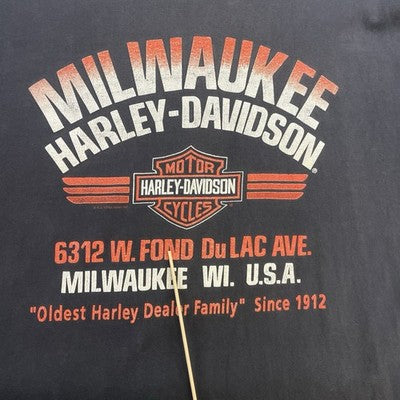 MILWAUKEE
HARLEY-DAVIDSON®
MOTOR
HARLEY-DAVIDSON
CYCLES
6312 W. FOND Du LAC AVE.
MILWAUKEE WI. U.S.A.
"Oldest Harley Dealer Family" Since 1912